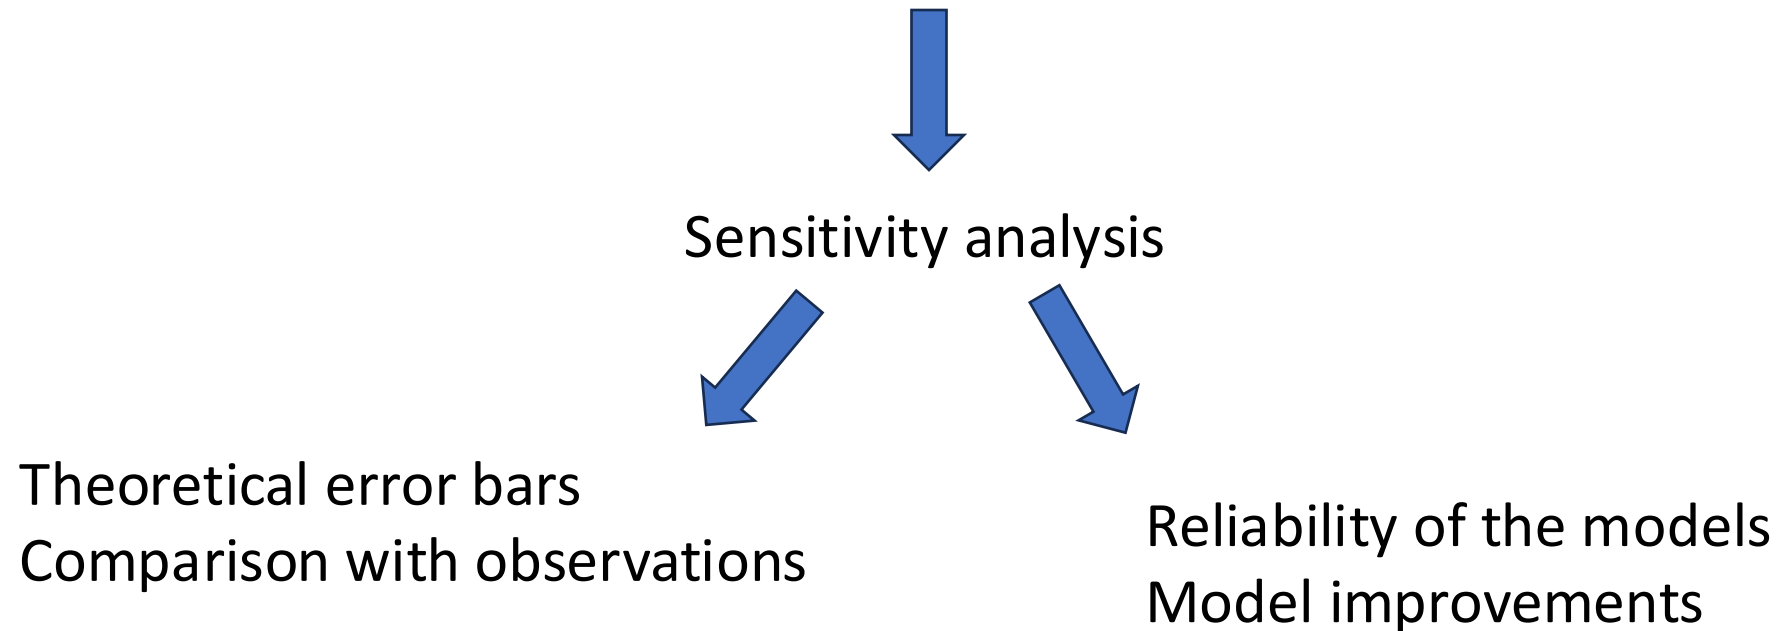 Sensitivity analysis
Theoretical error bars
Comparison with observations
Reliability of the models
Model improvements